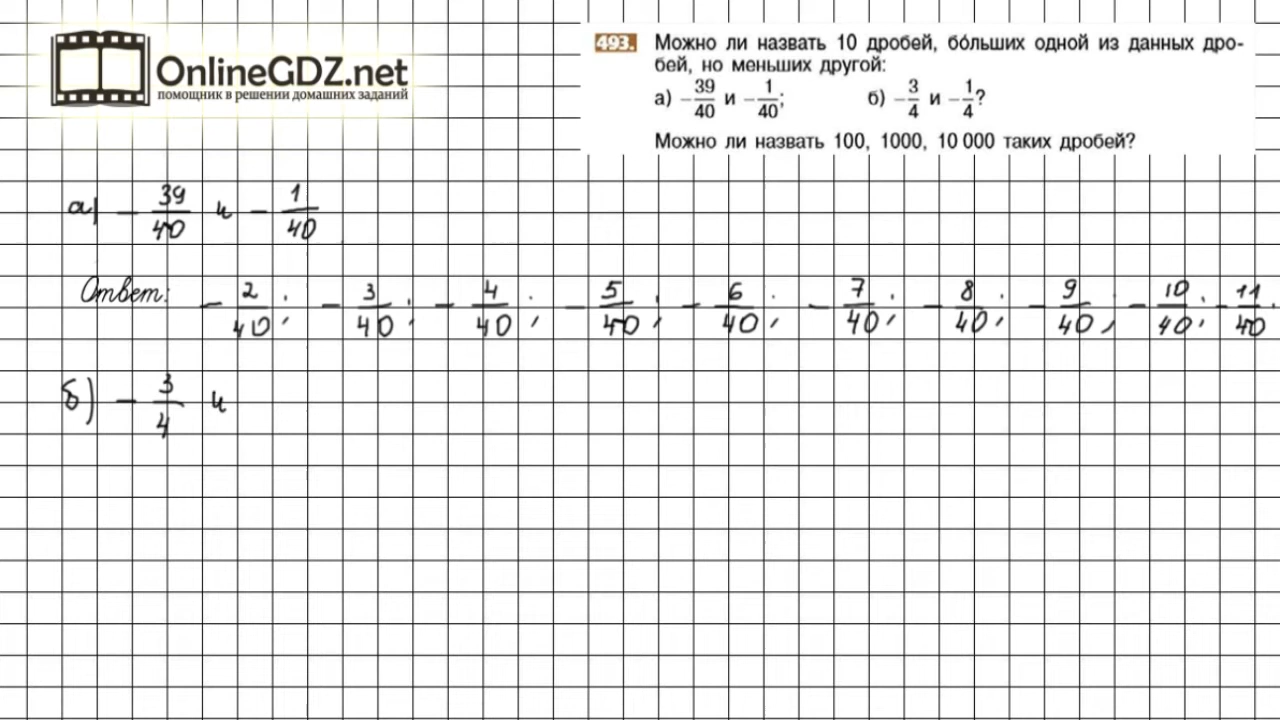 OnlineGDZ.net
помощник в решении домашних заданий
493. Можно ли назвать 10 дробей, бо́льших одной из данных дро-
бей, но меньших другой:
а) -39/40 и -1/40; б) -3/4 и -1/4?
Можно ли назвать 100, 1000, 10 000 таких дробей?
а) -39/40 и -1/40
Ответ: -2/40; -3/40; -4/40; -5/40; -6/40; -7/40; -8/40; -9/40; -10/40; -11/40.
б) -3/4 и